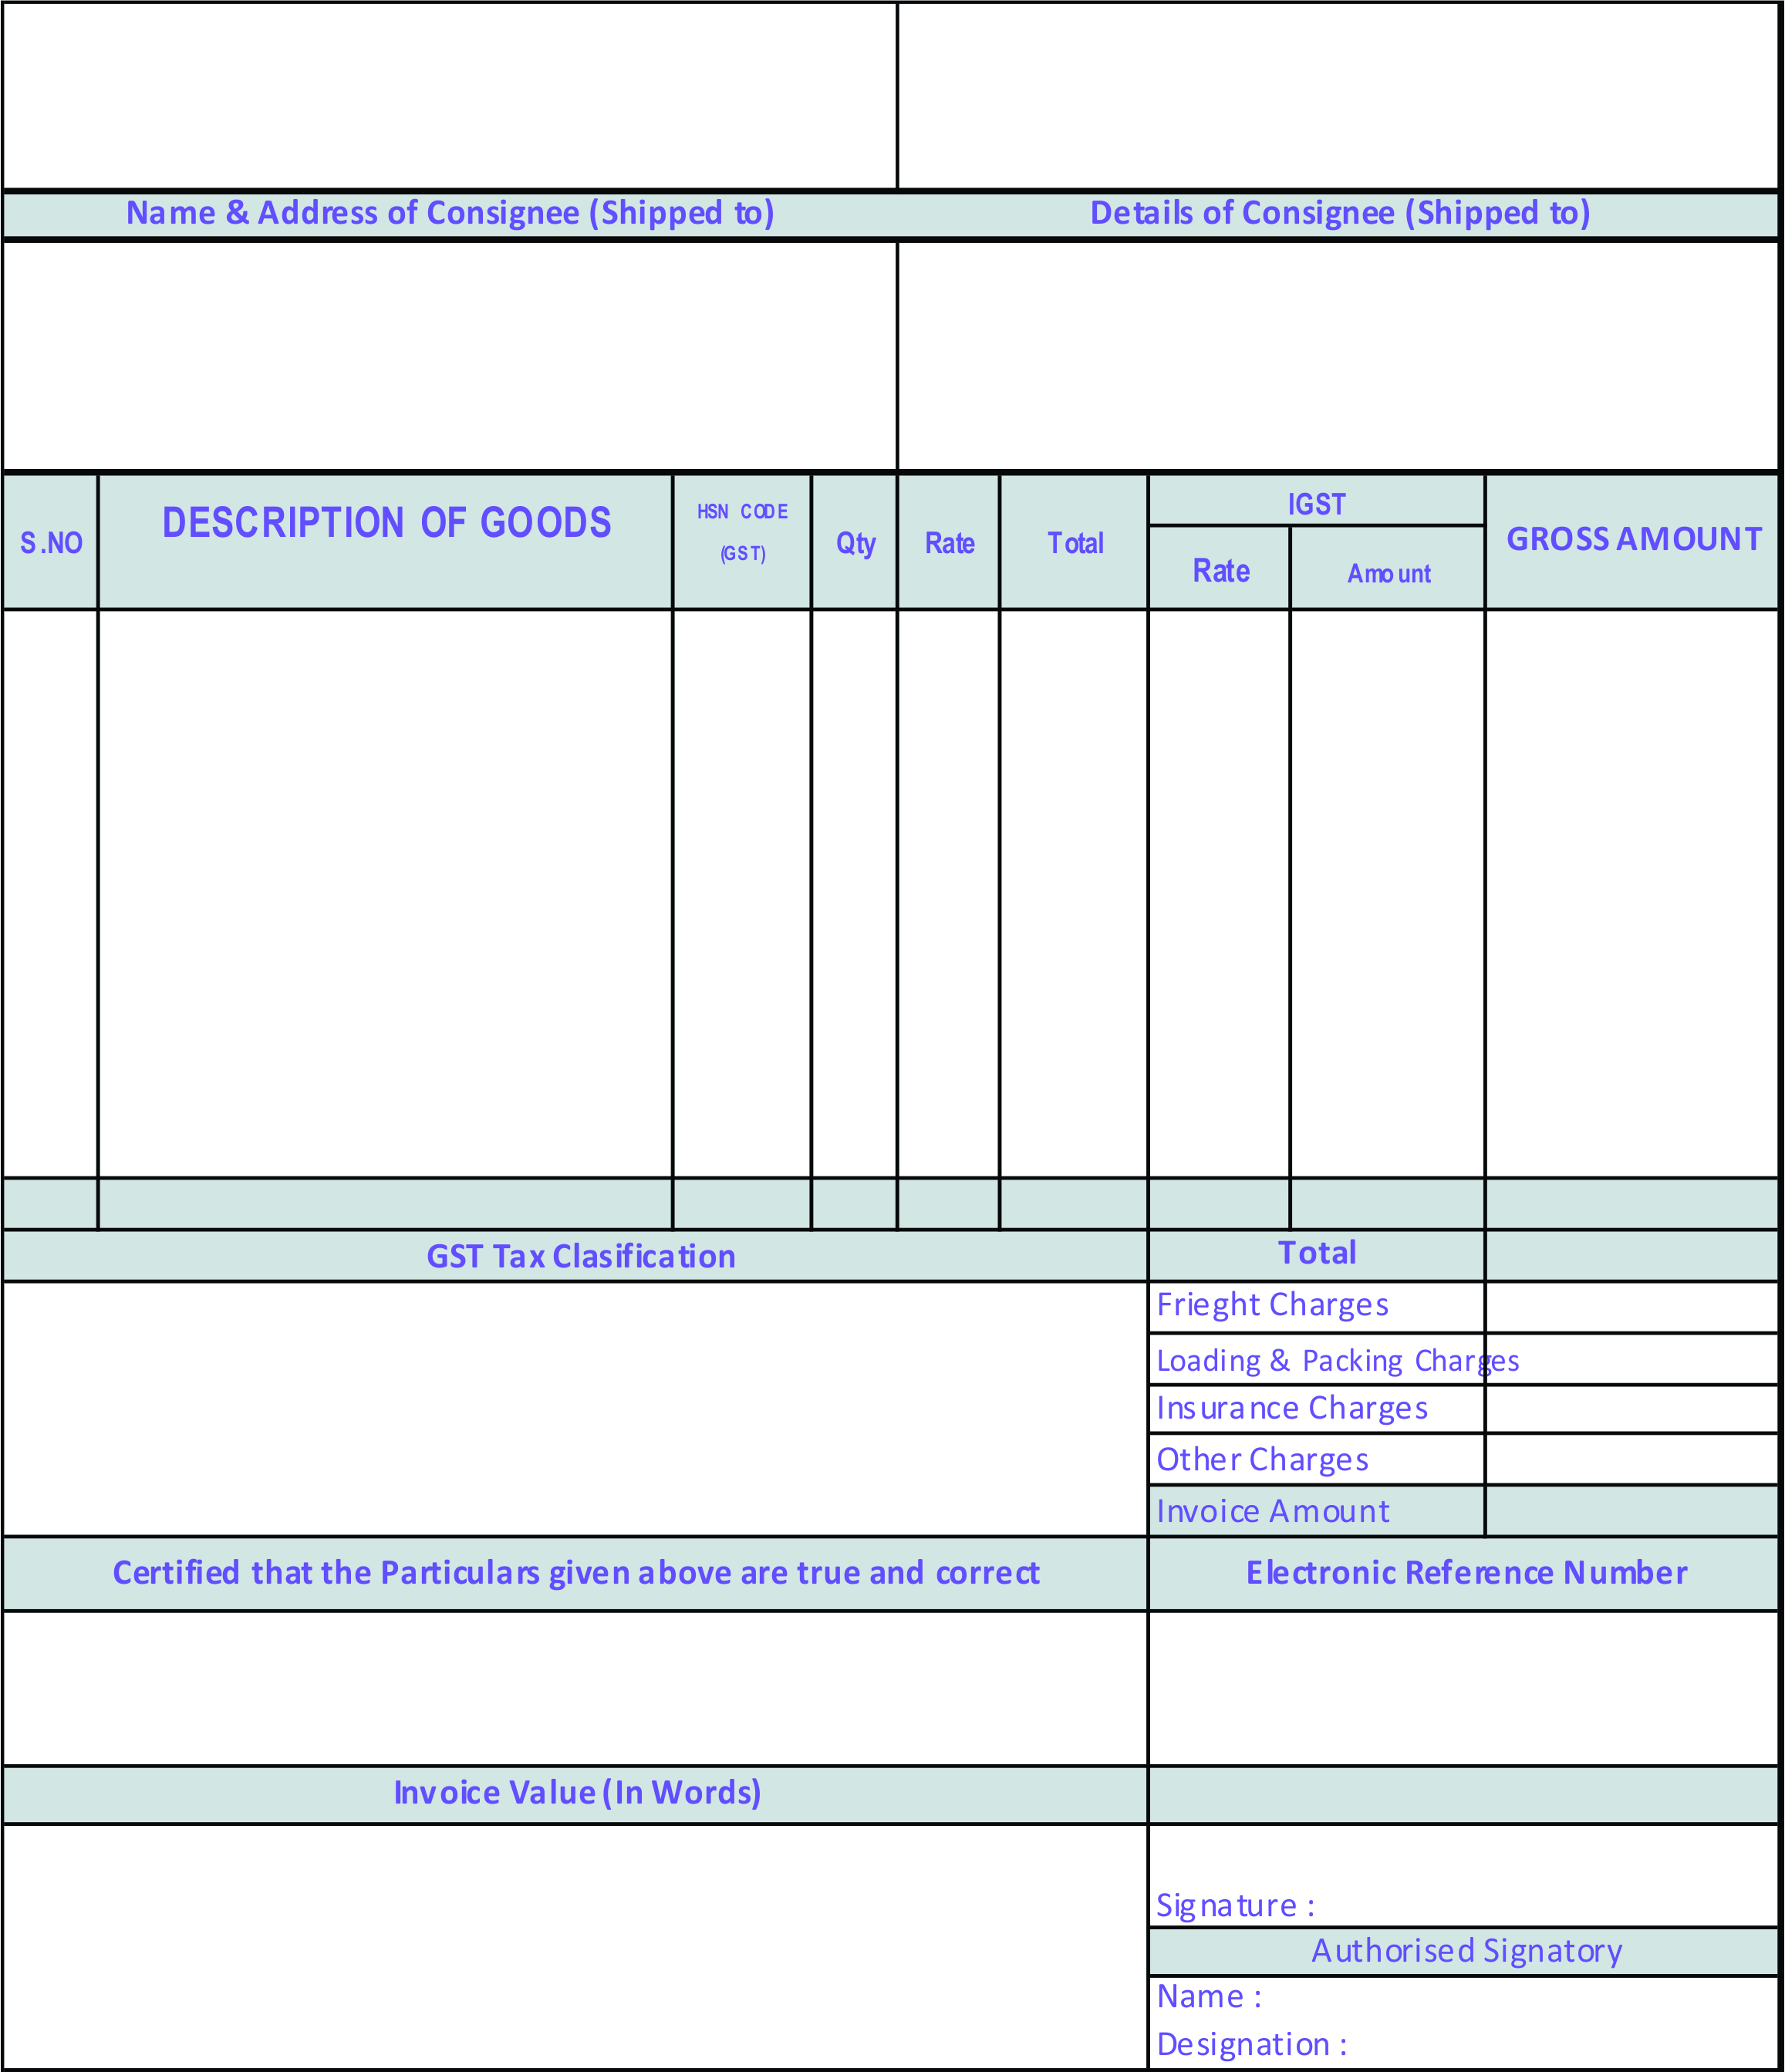 Name & Address of Consignee (Shipped to)
Details of Consignee (Shipped to)
S.NO
DESCRIPTION OF GOODS
HSN CODE
(GST)
Qty
Rate
Total
IGST
Rate
Amount
GROSS AMOUNT
GST Tax Clasification
Total
Frieght Charges
Loading & Packing Charges
Insurance Charges
Other Charges
Invoice Amount
Certified that the Particulars given above are true and correct
Electronic Reference Number
Invoice Value (In Words)
Signature :
Authorised Signatory
Name :
Designation :